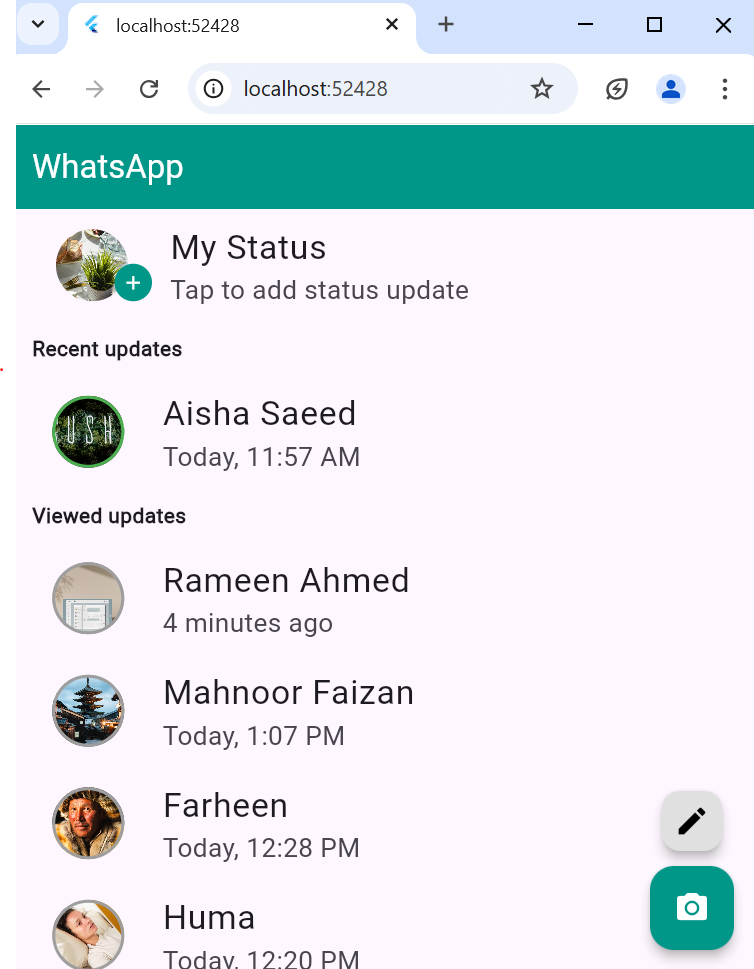 localhost:52428
localhost:52428
WhatsApp
My Status
Tap to add status update
Recent updates
USH
Aisha Saeed
Today, 11:57 AM
Viewed updates
Rameen Ahmed
4 minutes ago
Mahnoor Faizan
Today, 1:07 PM
Farheen
Today, 12:28 PM
Huma
Today, 12:20 PM